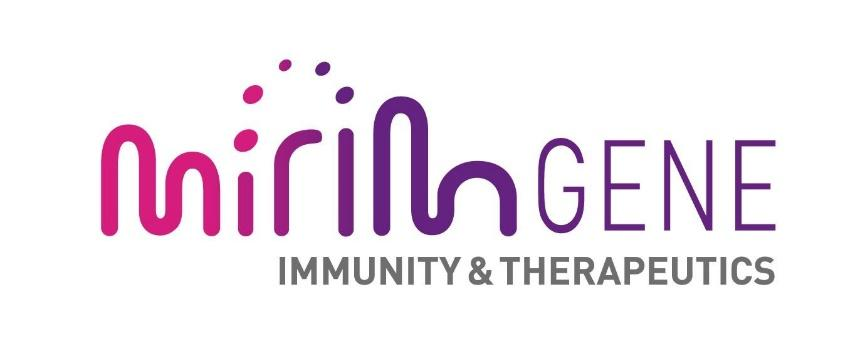 mirimGENE
IMMUNITY & THERAPEUTICS